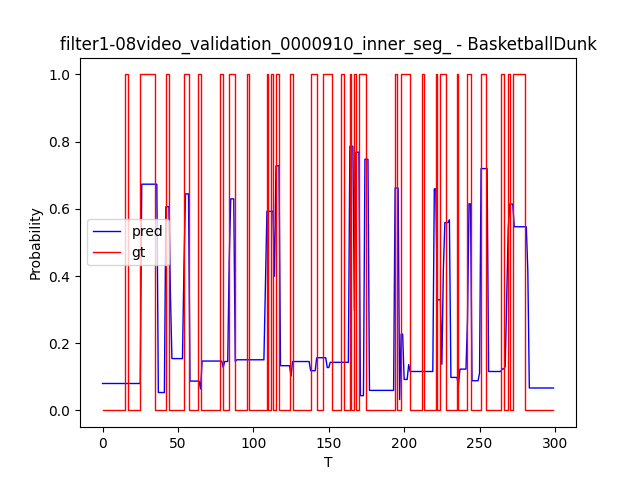 filter1-08video_validation_0000910_inner_seg_ - BasketballDunk
1.0
0.8
0.6
0.4
0.2
0.0
Probability
pred
gt
0 50 100 150 200 250 300
T